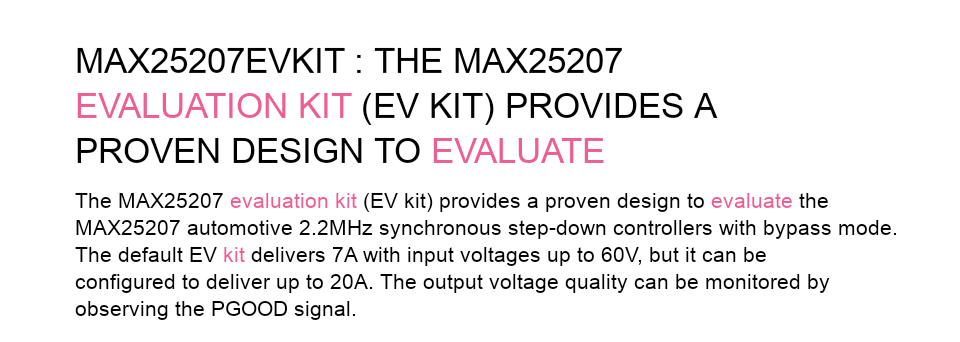 MAX25207EVKIT : THE MAX25207
EVALUATION KIT (EV KIT) PROVIDES A
PROVEN DESIGN TO EVALUATE
The MAX25207 evaluation kit (EV kit) provides a proven design to evaluate the
MAX25207 automotive 2.2MHz synchronous step-down controllers with bypass mode.
The default EV kit delivers 7A with input voltages up to 60V, but it can be
configured to deliver up to 20A. The output voltage quality can be monitored by
observing the PGOOD signal.